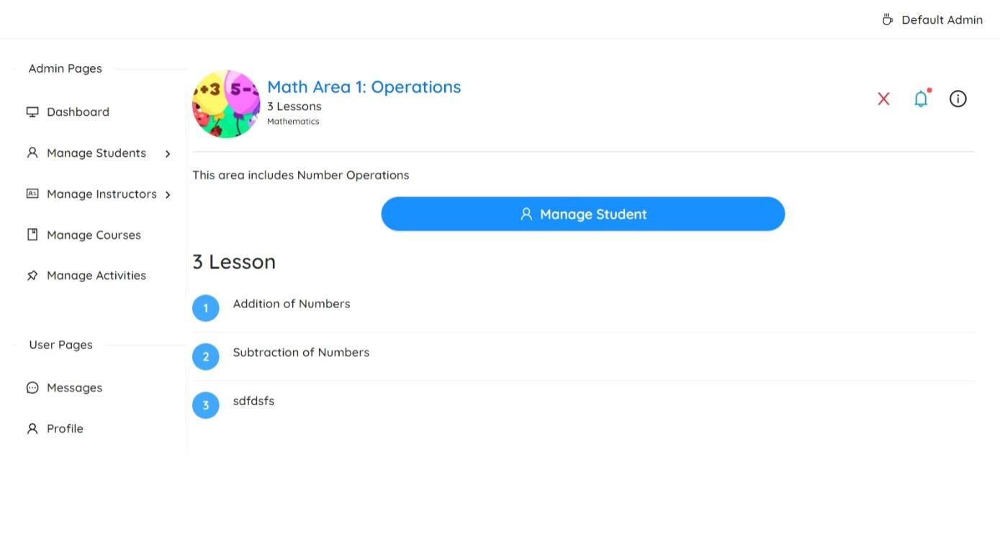 Default Admin
Admin Pages
Dashboard
Manage Students
Manage Instructors
Manage Courses
Manage Activities
User Pages
Messages
Profile
+3 5-
Math Area 1: Operations
3 Lessons
Mathematics
This area includes Number Operations
Manage Student
3 Lesson
1 Addition of Numbers
2 Subtraction of Numbers
3 sdfdsfs